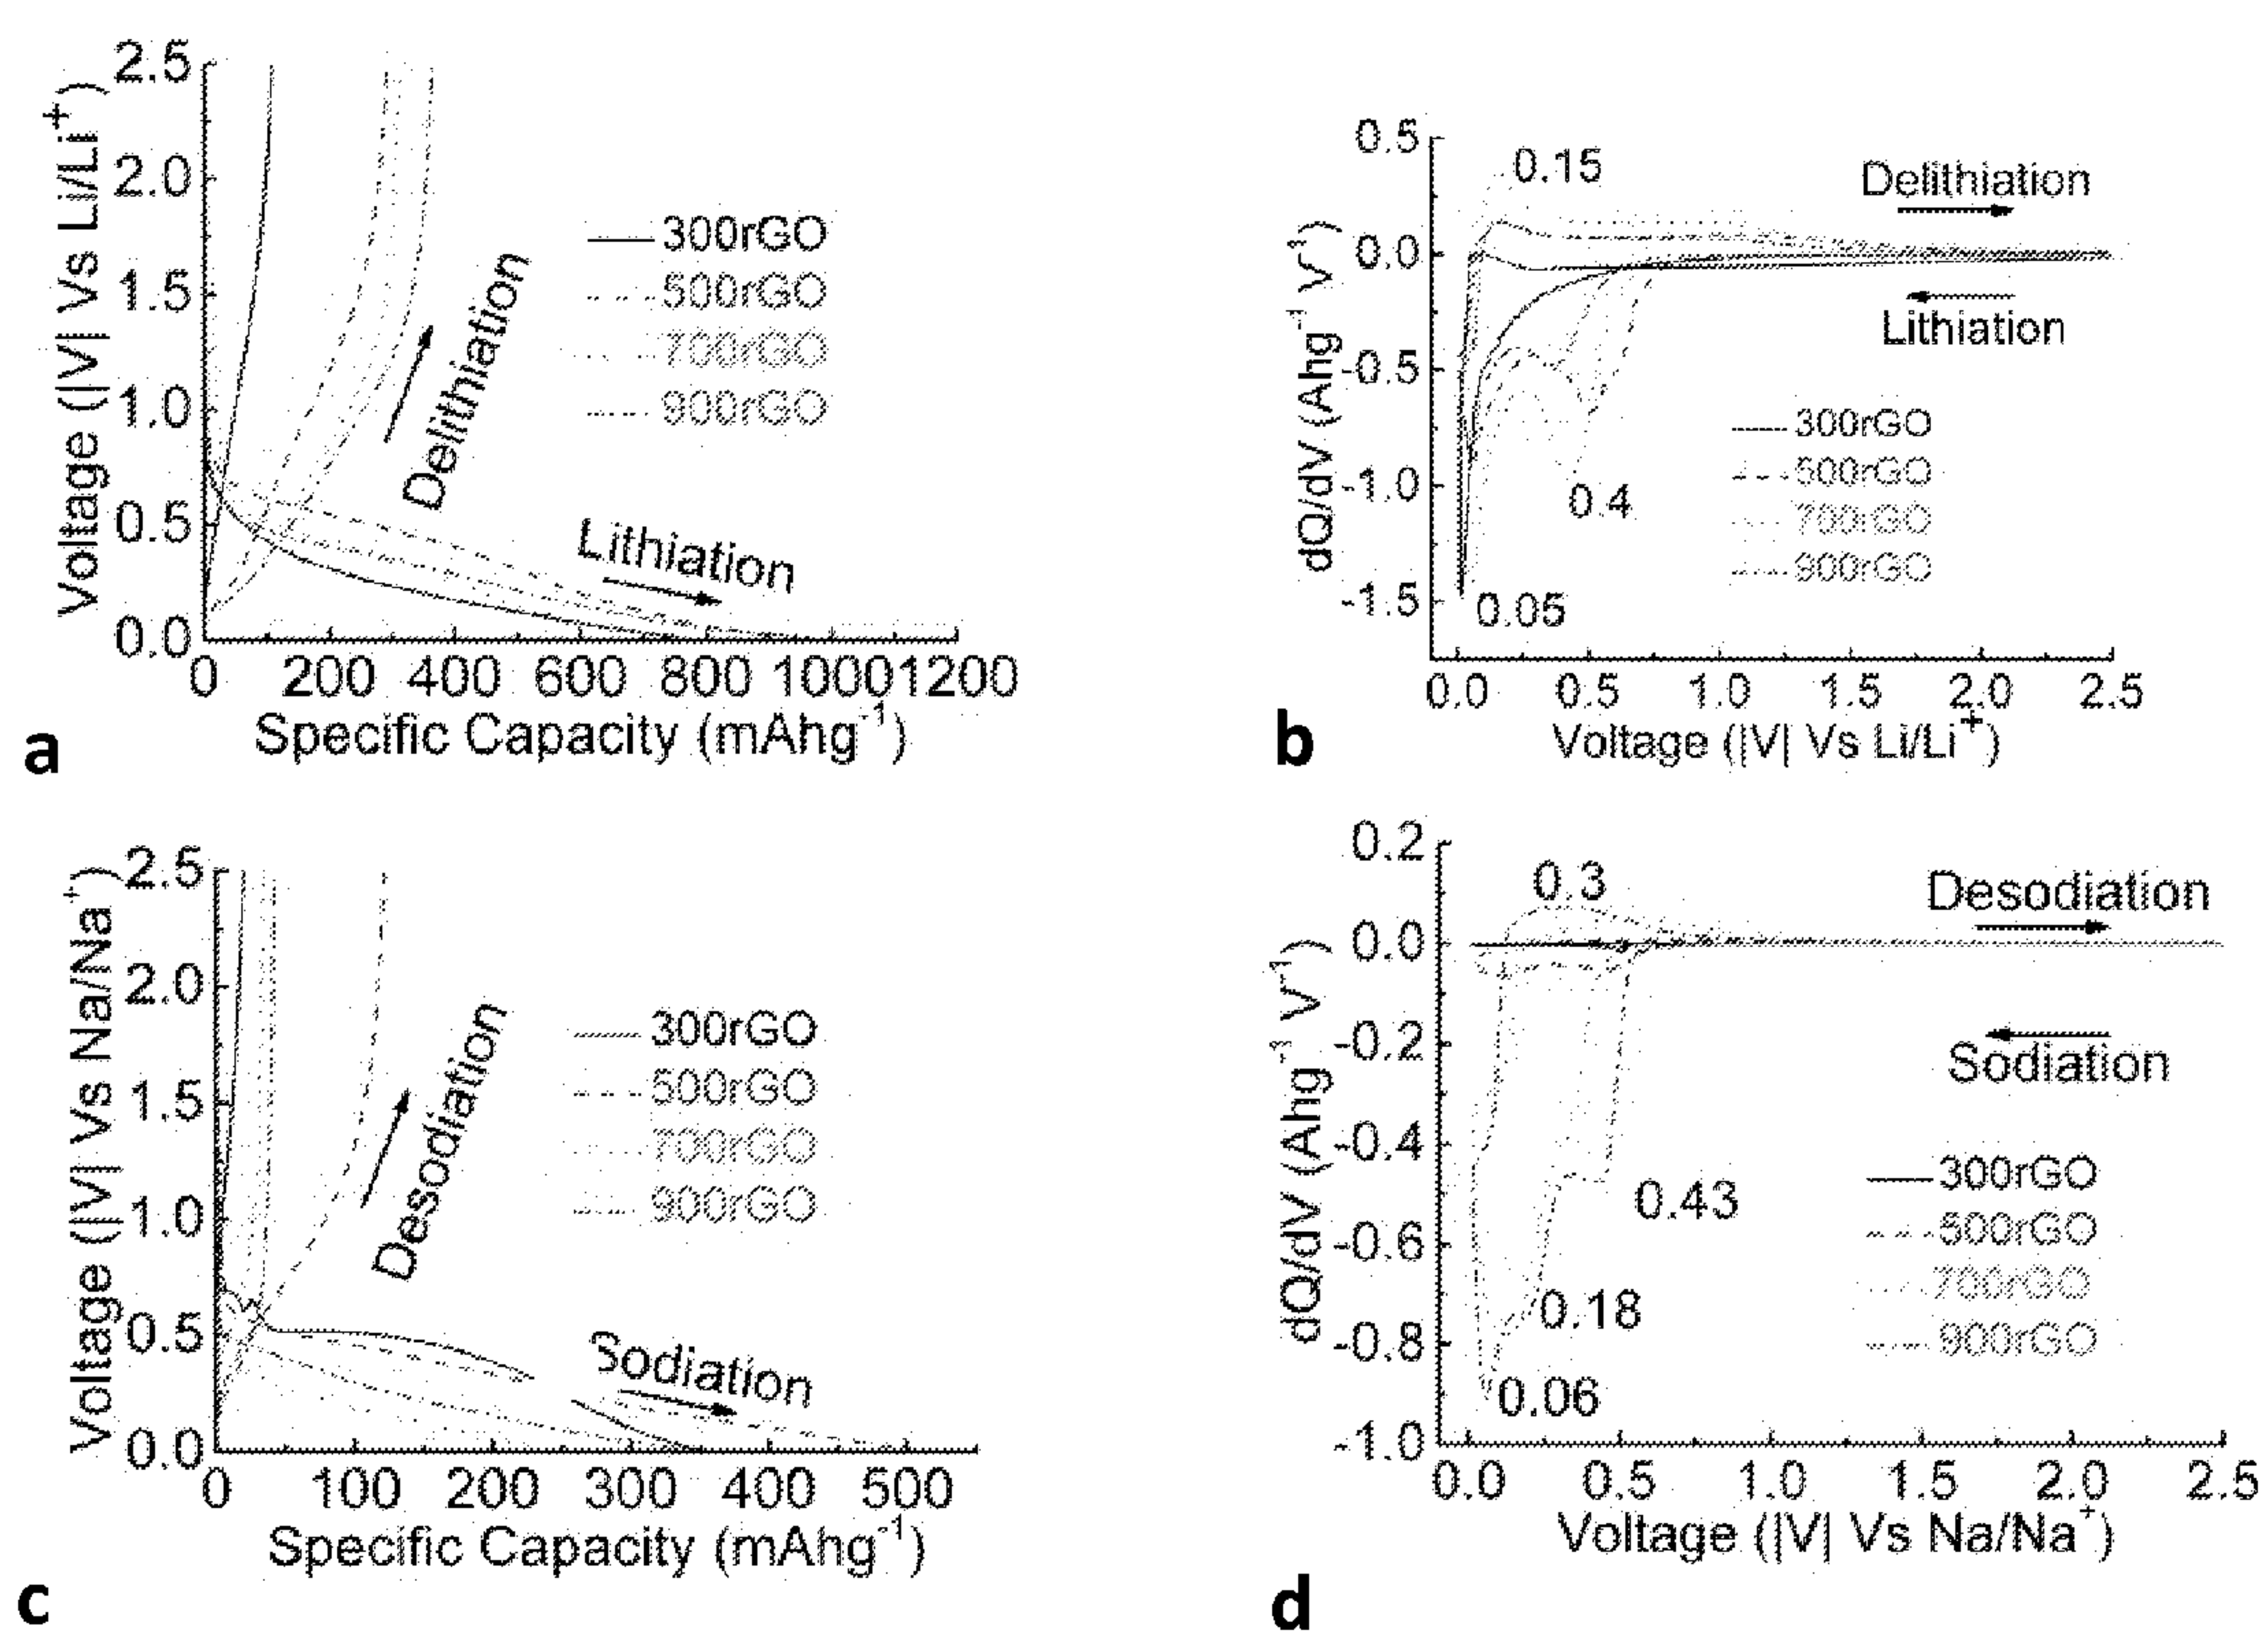 2.5
2.0
1.5
1.0
0.5
0.0
Voltage (|V| Vs Li/Li+)
300rGO
500rGO
700rGO
900rGO
Delithiation
Lithiation
0 200 400 600 800 1000 1200
Specific Capacity (mAhg-1)
a
0.5
0.0
-0.5
-1.0
-1.5
dQ/dV (Ahg-1 V-1)
0.15
Delithiation
Lithiation
0.4
0.05
300rGO
500rGO
700rGO
900rGO
0.0 0.5 1.0 1.5 2.0 2.5
Voltage (|V| Vs Li/Li+)
b
2.5
2.0
1.5
1.0
0.5
0.0
Voltage (|V| Vs Na/Na+)
300rGO
500rGO
700rGO
900rGO
Desodiation
Sodiation
0 100 200 300 400 500
Specific Capacity (mAhg-1)
c
0.2
0.0
-0.2
-0.4
-0.6
-0.8
-1.0
dQ/dV (Ahg-1 V-1)
0.3
Desodiation
Sodiation
0.43
0.18
0.06
300rGO
500rGO
700rGO
900rGO
0.0 0.5 1.0 1.5 2.0 2.5
Voltage (|V| Vs Na/Na+)
d